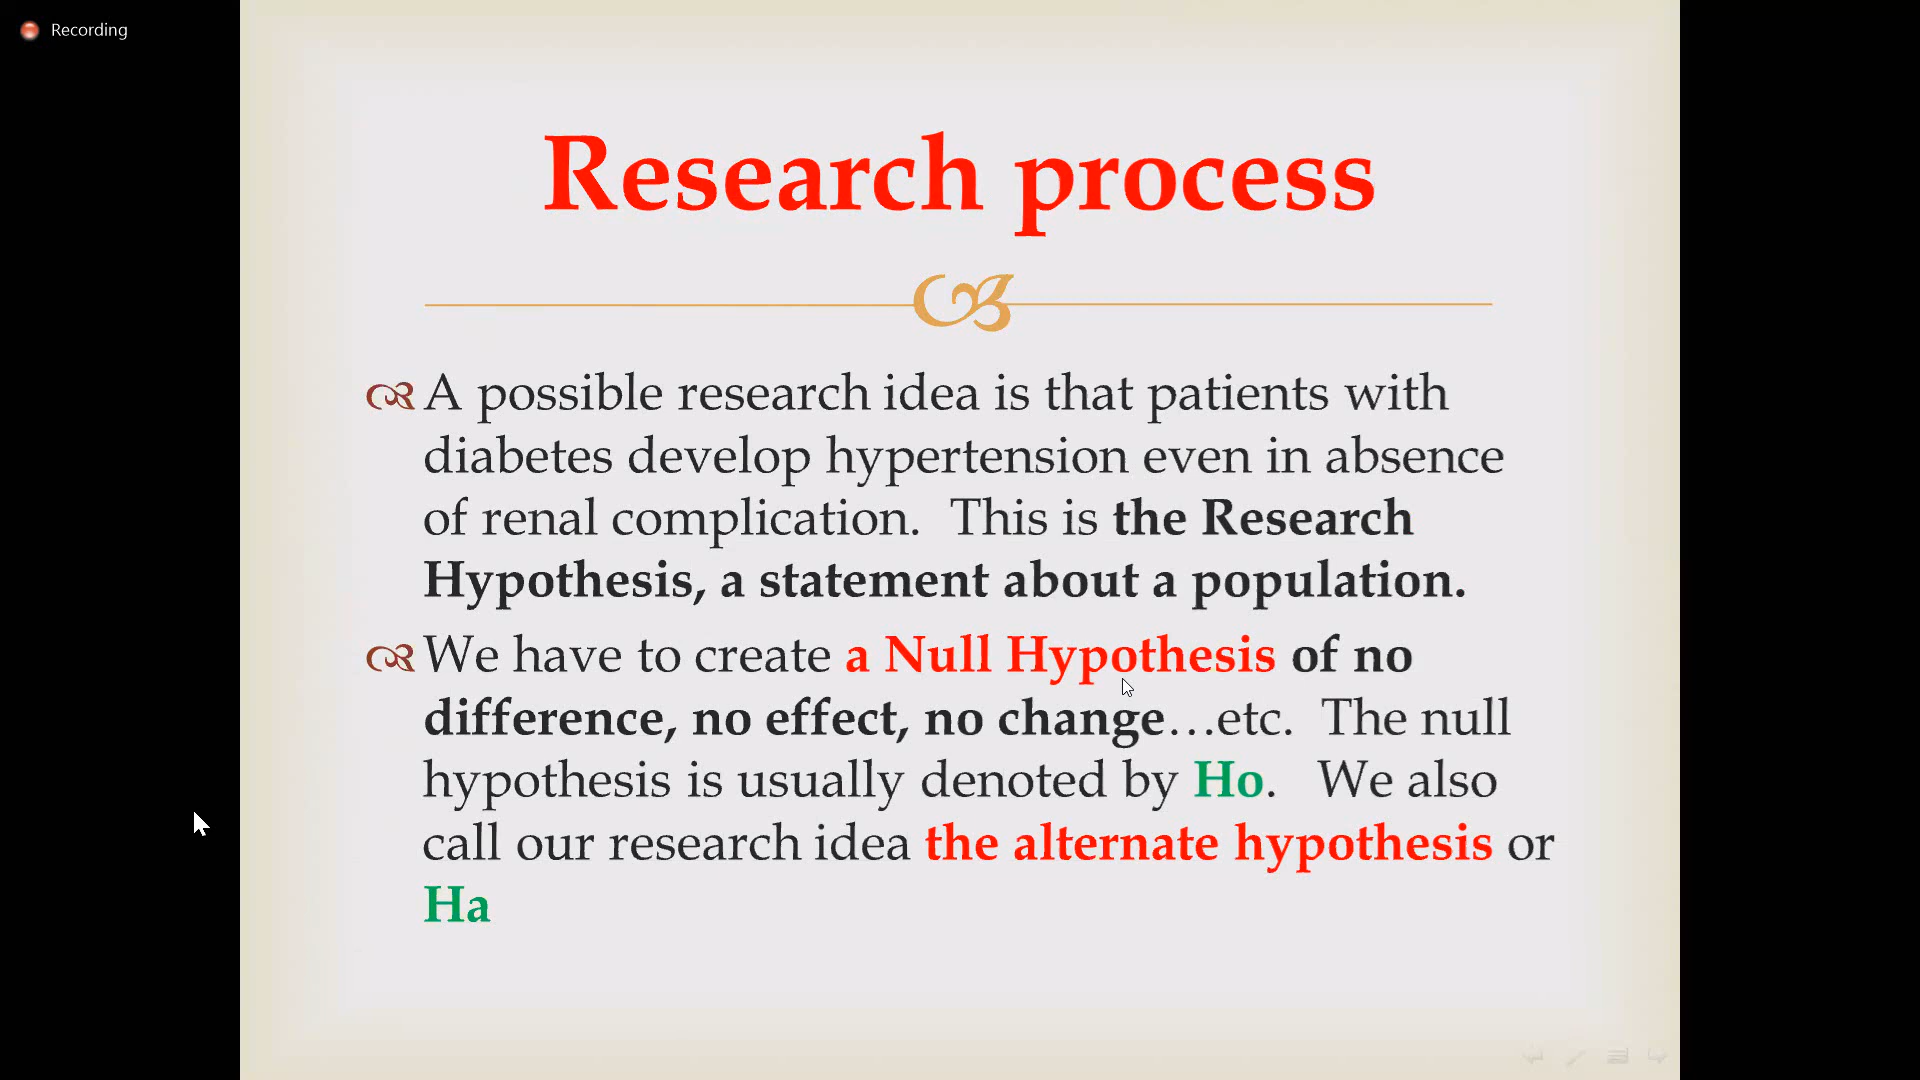 Recording
Research process
A possible research idea is that patients with
diabetes develop hypertension even in absence
of renal complication.  This is the Research
Hypothesis, a statement about a population.
We have to create a Null Hypothesis of no
difference, no effect, no change…etc.  The null
hypothesis is usually denoted by Ho.   We also
call our research idea the alternate hypothesis or
Ha